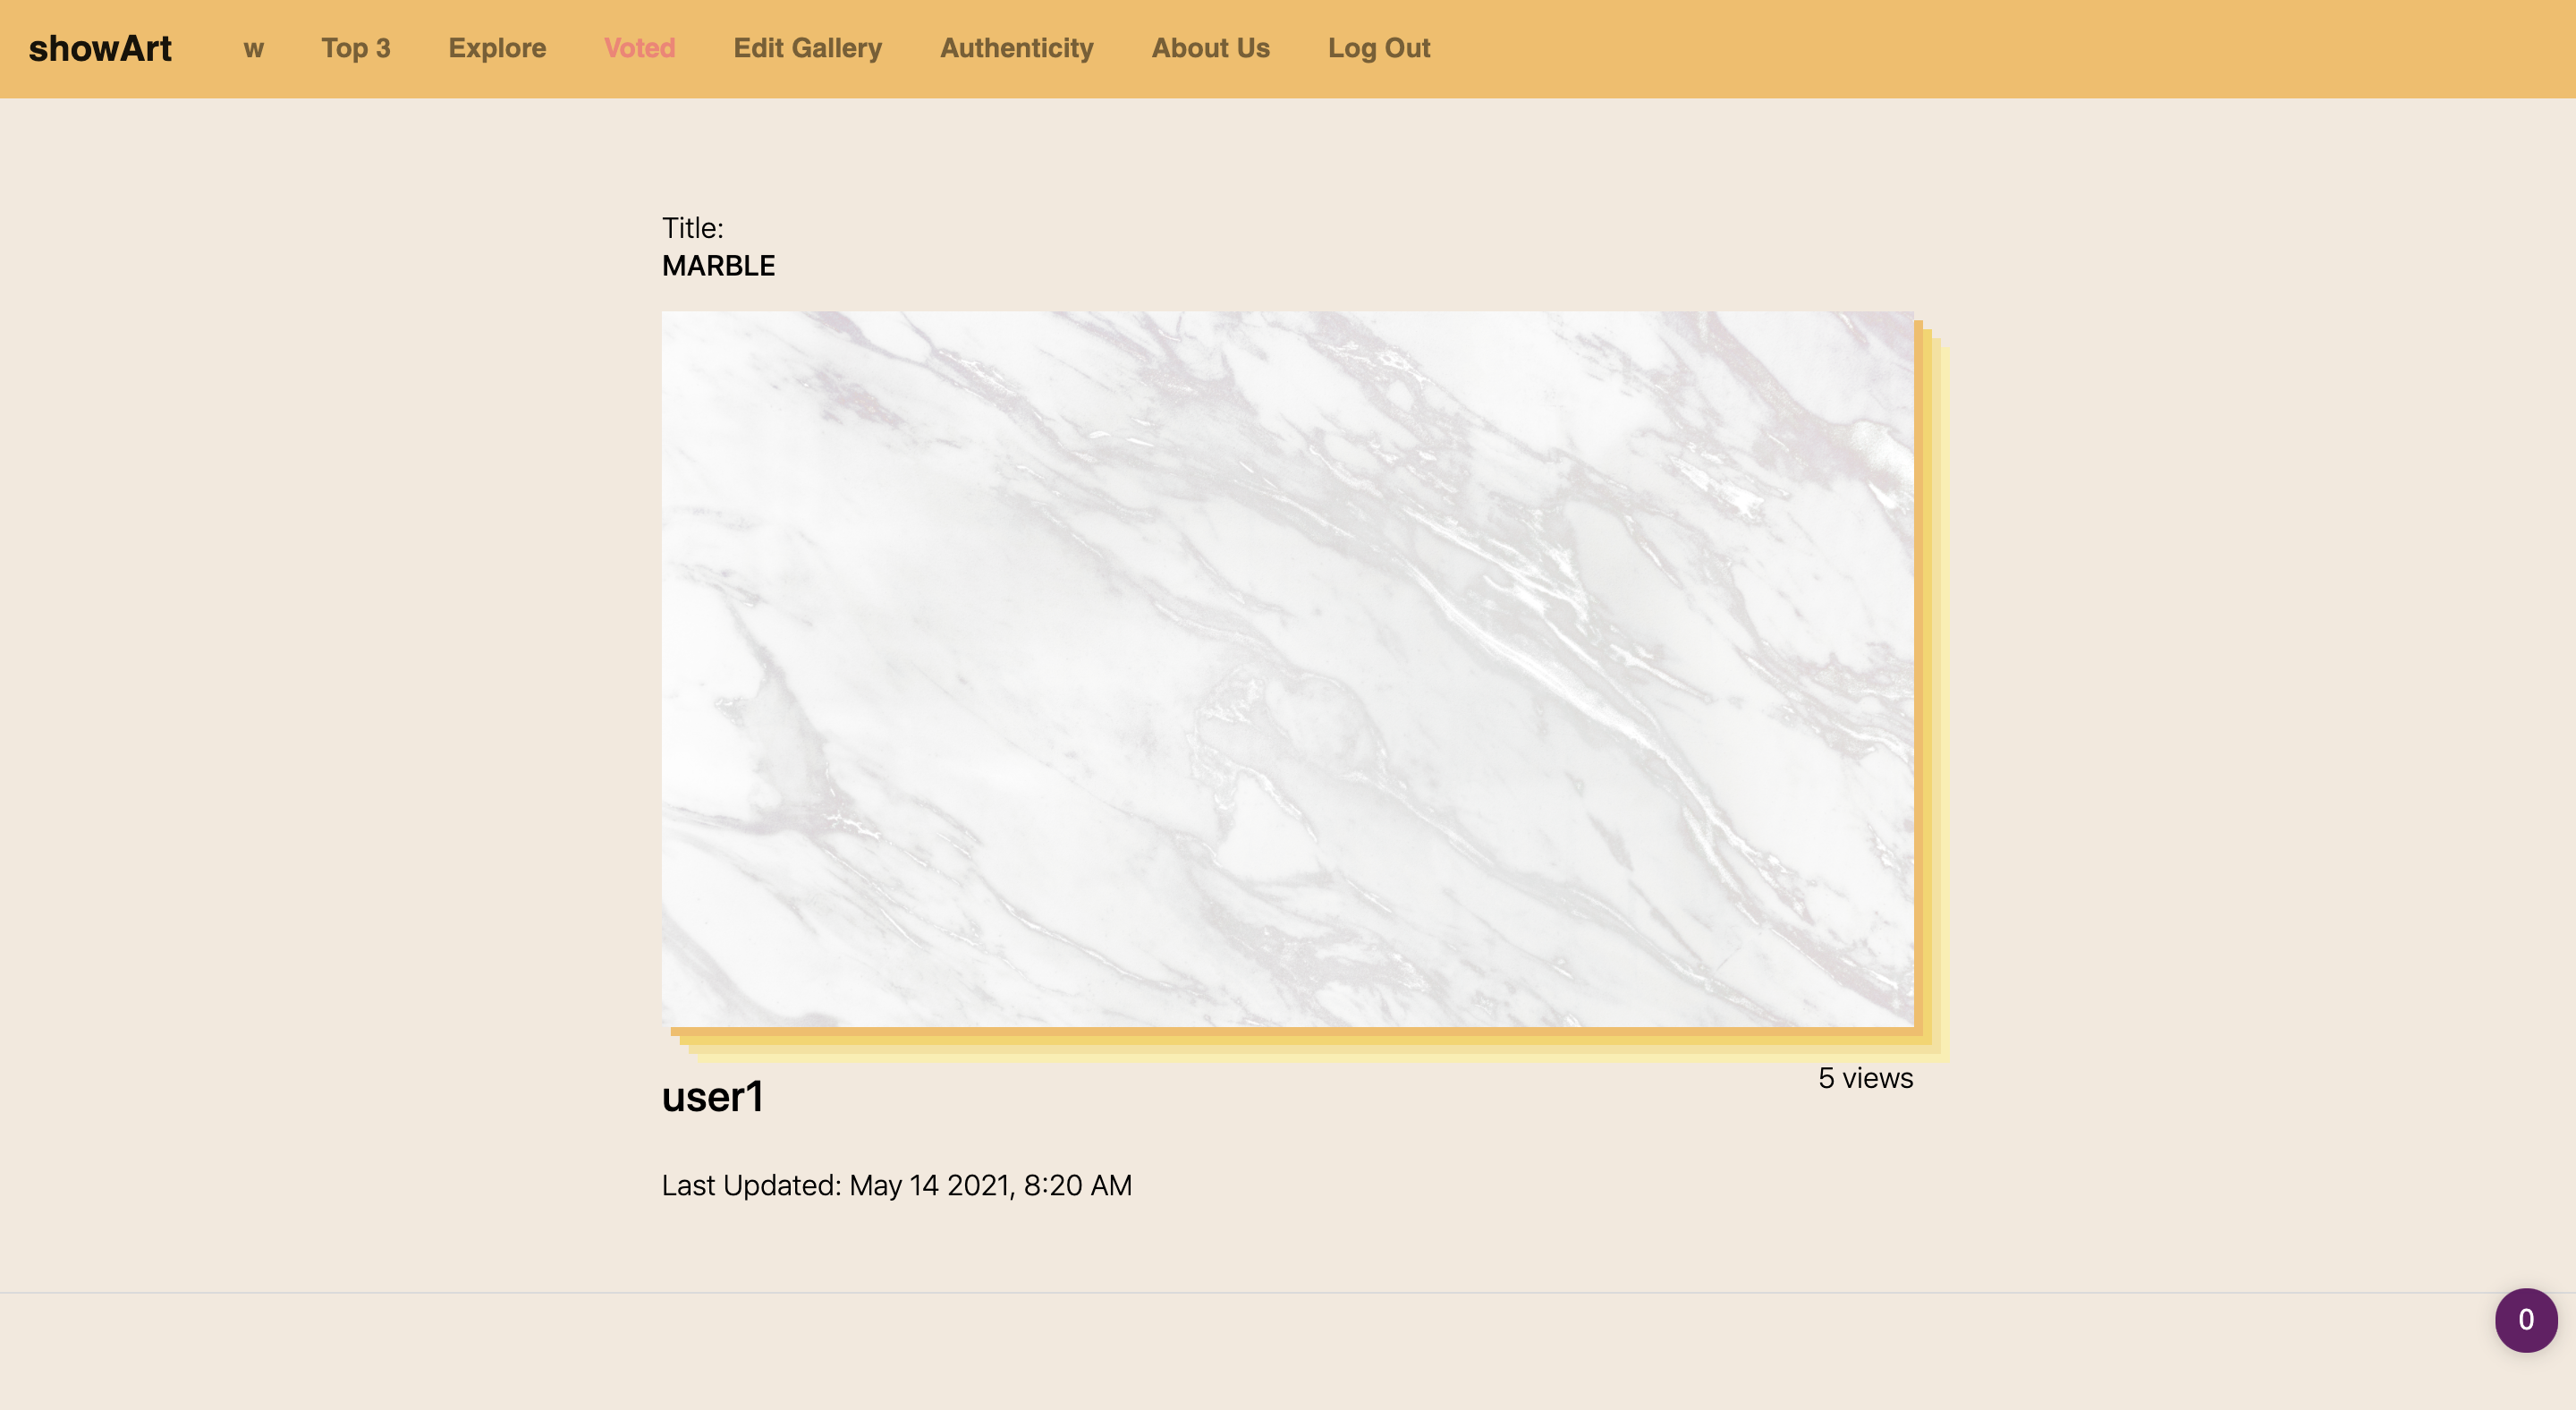 showArt w Top 3 Explore Voted Edit Gallery Authenticity About Us Log Out
Title:
MARBLE
user1
5 views
Last Updated: May 14 2021, 8:20 AM
0